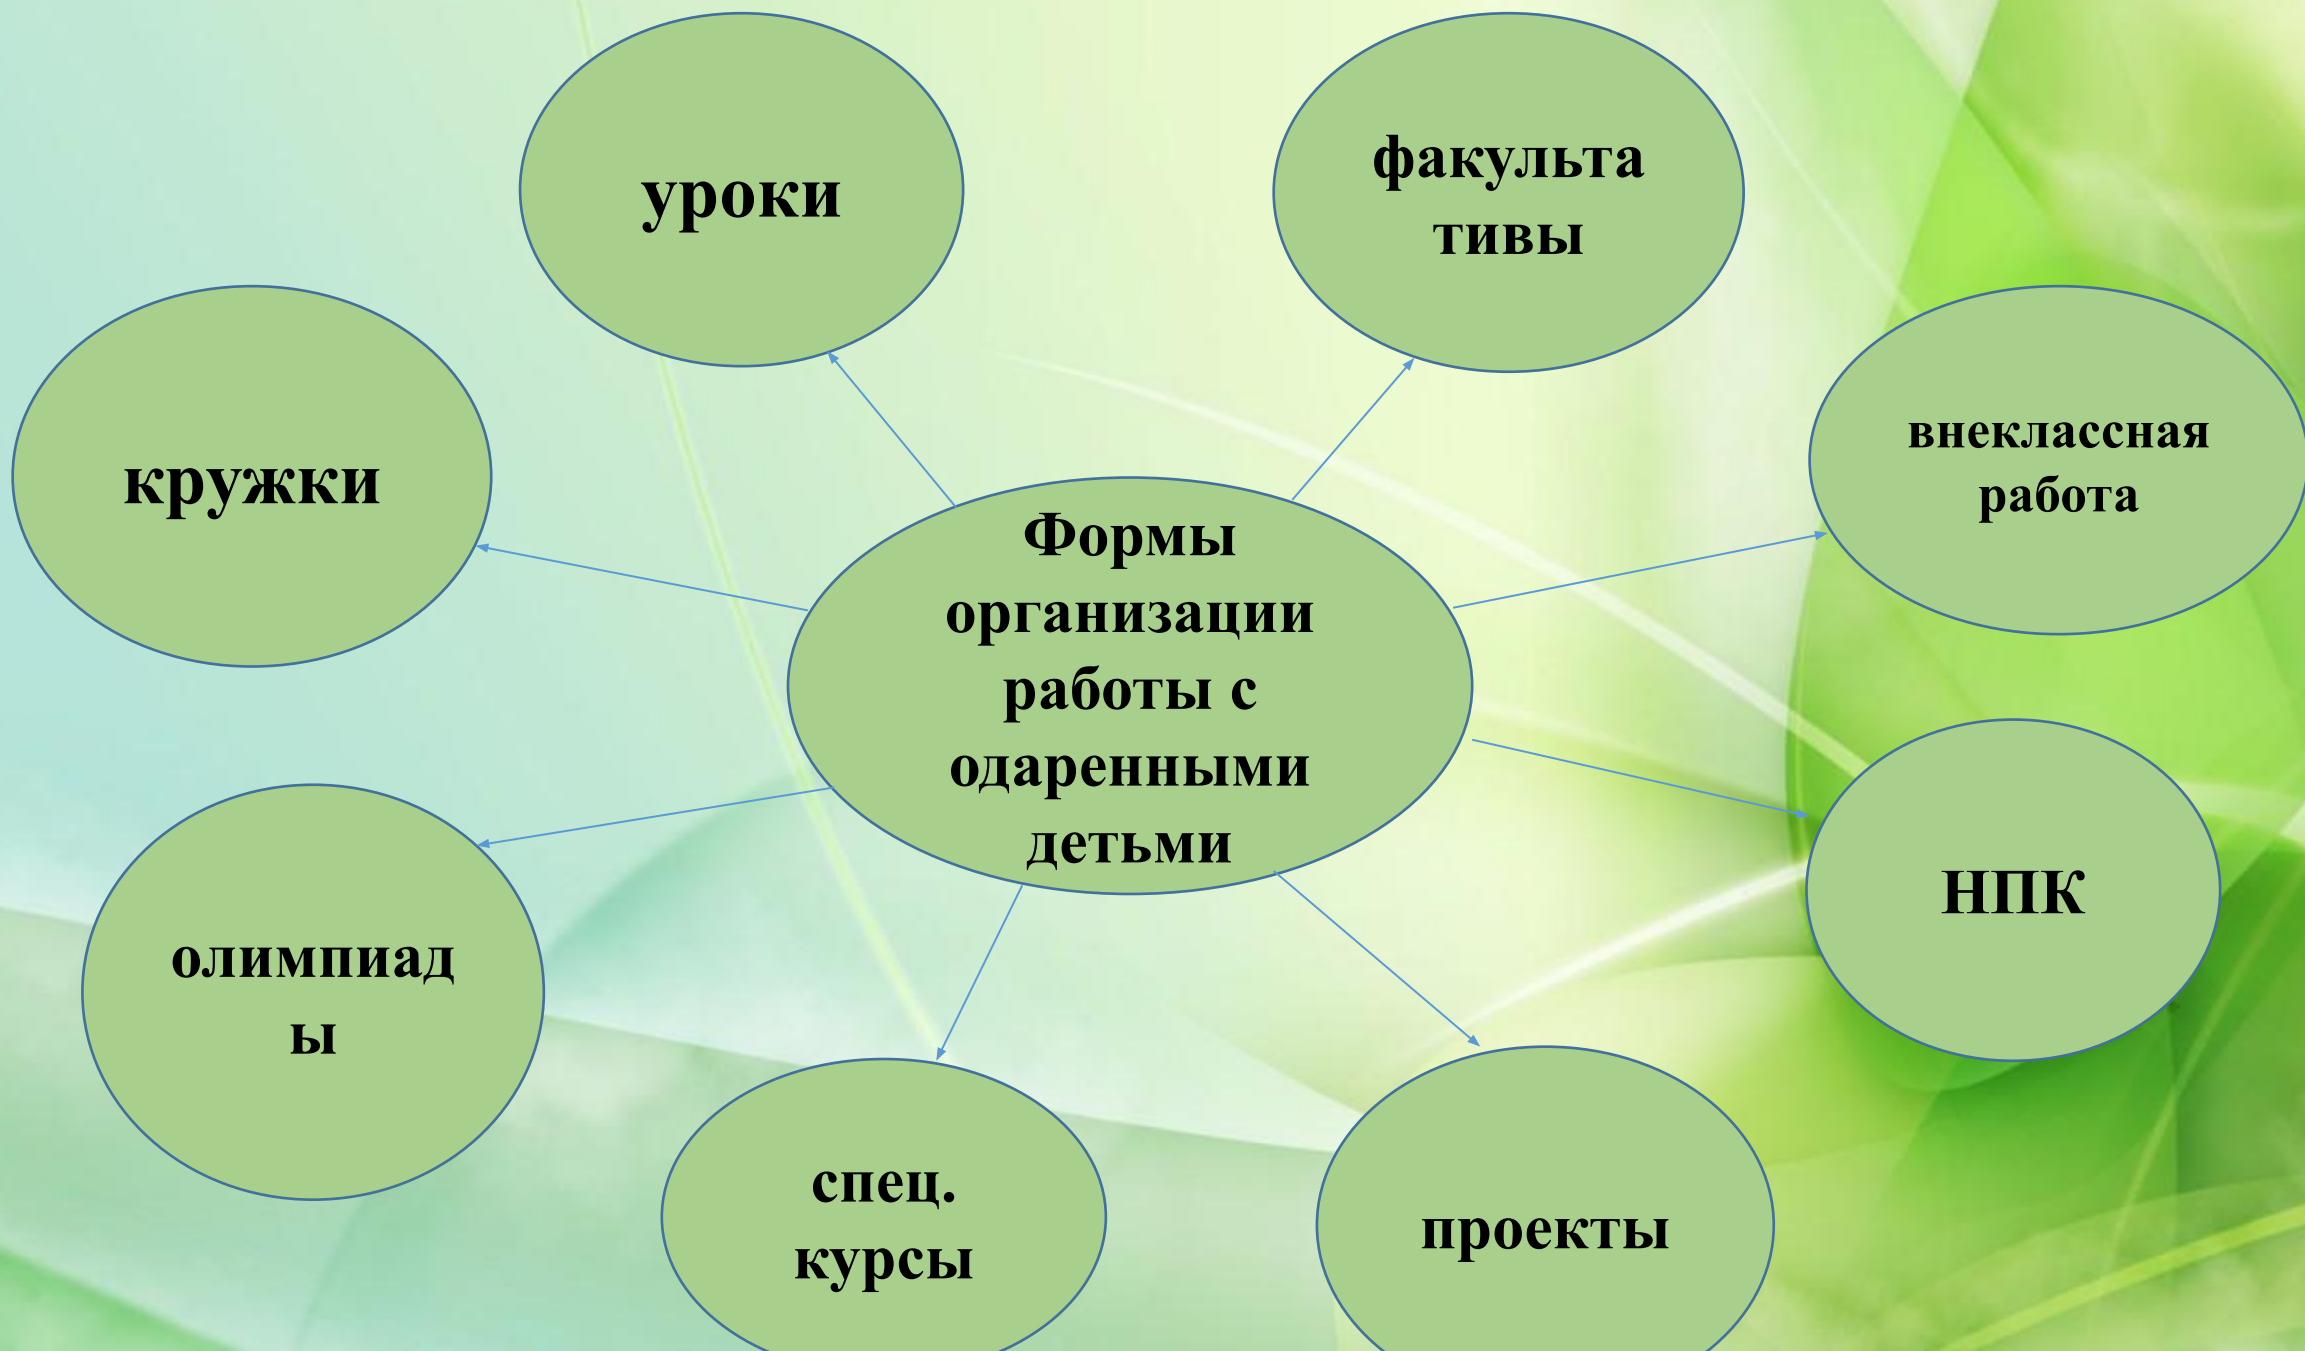 уроки
факульта
тивы
кружки
внеклассная
работа
Формы
организации
работы с
одаренными
детьми
НПК
олимпиад
ы
спец.
курсы
проекты